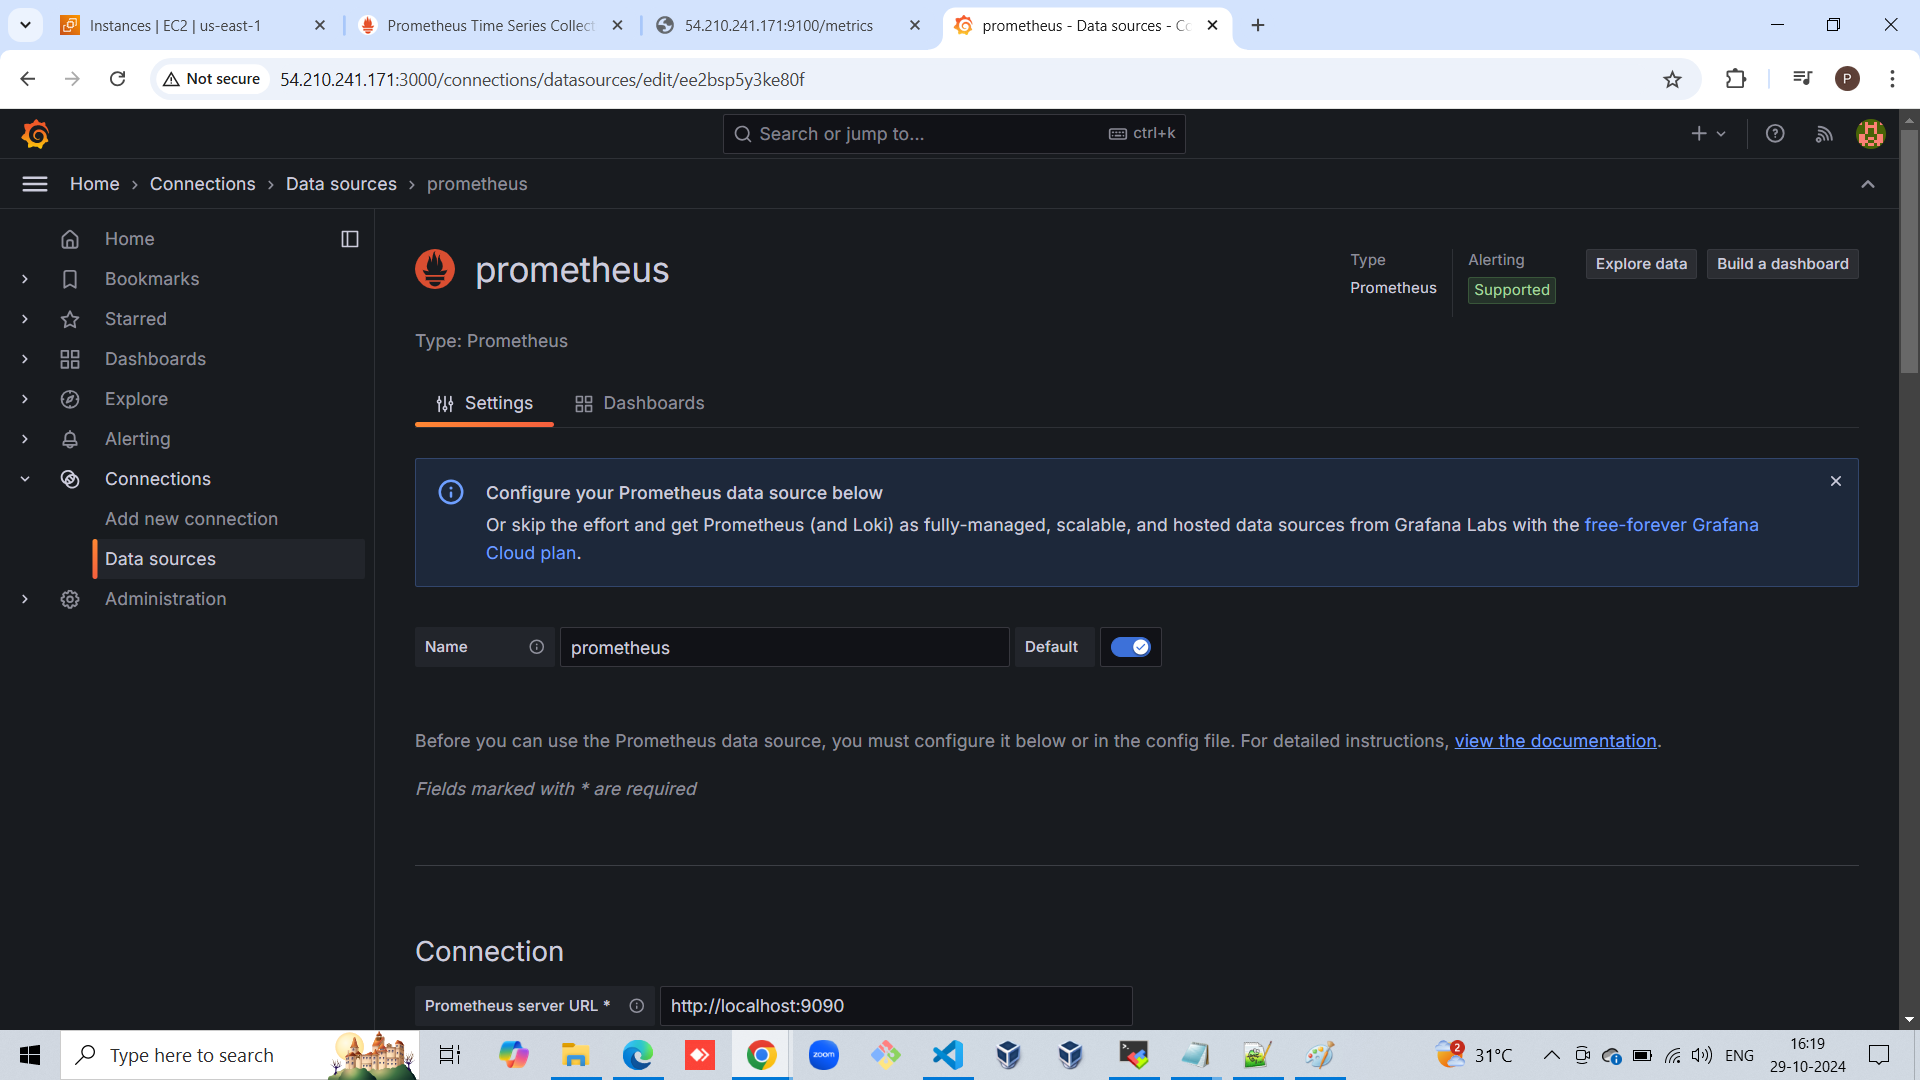 Instances | EC2 | us-east-1
Prometheus Time Series Collect
54.210.241.171:9100/metrics
prometheus - Data sources - Co
Not secure
54.210.241.171:3000/connections/datasources/edit/ee2bsp5y3ke80f
P
Search or jump to...
ctrl+k
Home › Connections › Data sources › prometheus
Home
Bookmarks
Starred
Dashboards
Explore
Alerting
Connections
Add new connection
Data sources
Administration
prometheus
Type
Prometheus
Alerting
Supported
Explore data
Build a dashboard
Type: Prometheus
Settings
Dashboards
Configure your Prometheus data source below
Or skip the effort and get Prometheus (and Loki) as fully-managed, scalable, and hosted data sources from Grafana Labs with the free-forever Grafana
Cloud plan.
Name
prometheus
Default
Before you can use the Prometheus data source, you must configure it below or in the config file. For detailed instructions, view the documentation.
Fields marked with * are required
Connection
Prometheus server URL *
http://localhost:9090
Type here to search
zoom
2
31°C
ENG
16:19
29-10-2024